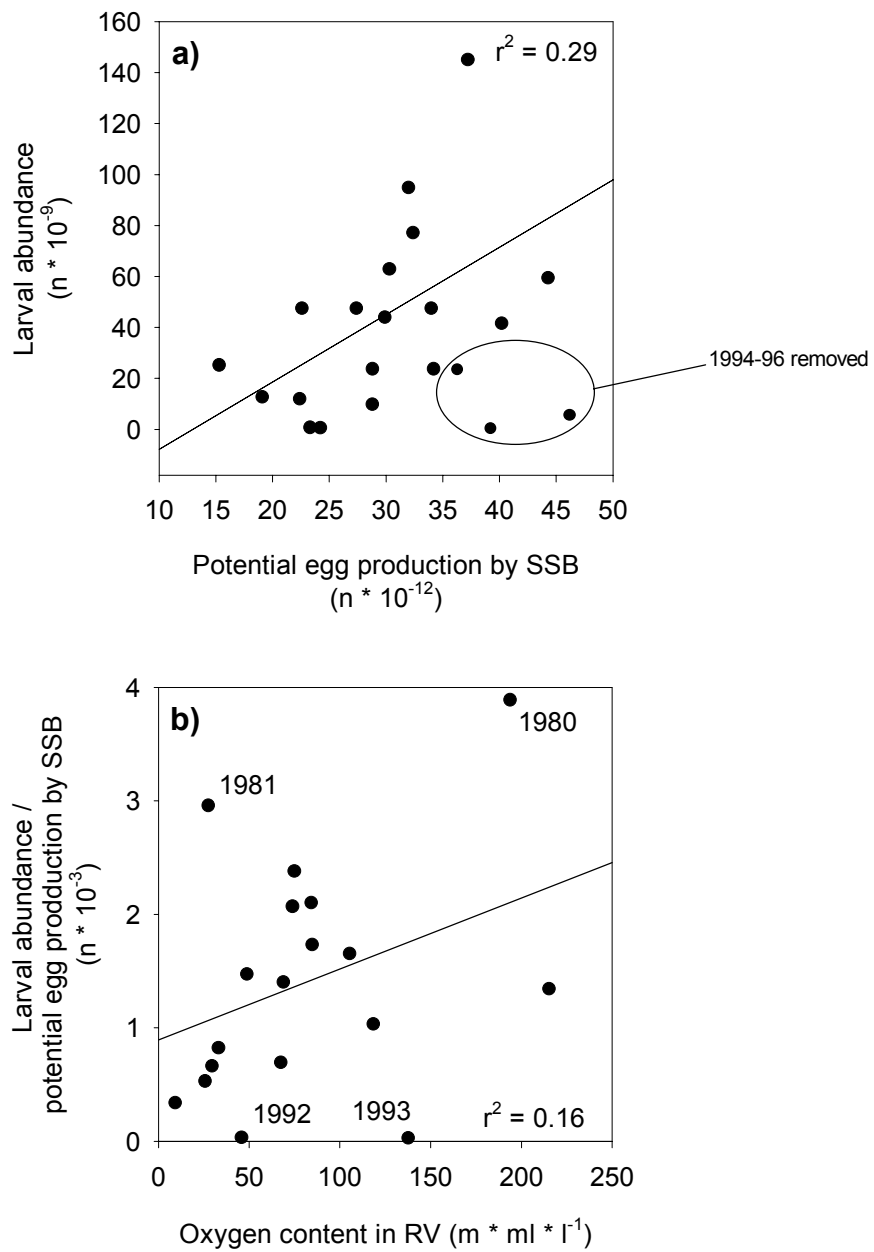 a)
r² = 0.29
160
140
120
100
80
60
40
20
0
Larval abundance
(n * 10⁻⁹)
1994-96 removed
10 15 20 25 30 35 40 45 50
Potential egg production by SSB
(n * 10⁻¹²)
b)
4
3
2
1
0
1980
1981
1992
1993
r² = 0.16
Larval abundance /
potential egg prodduction by SSB
(n * 10⁻³)
0 50 100 150 200 250
Oxygen content in RV (m * ml * l⁻¹)